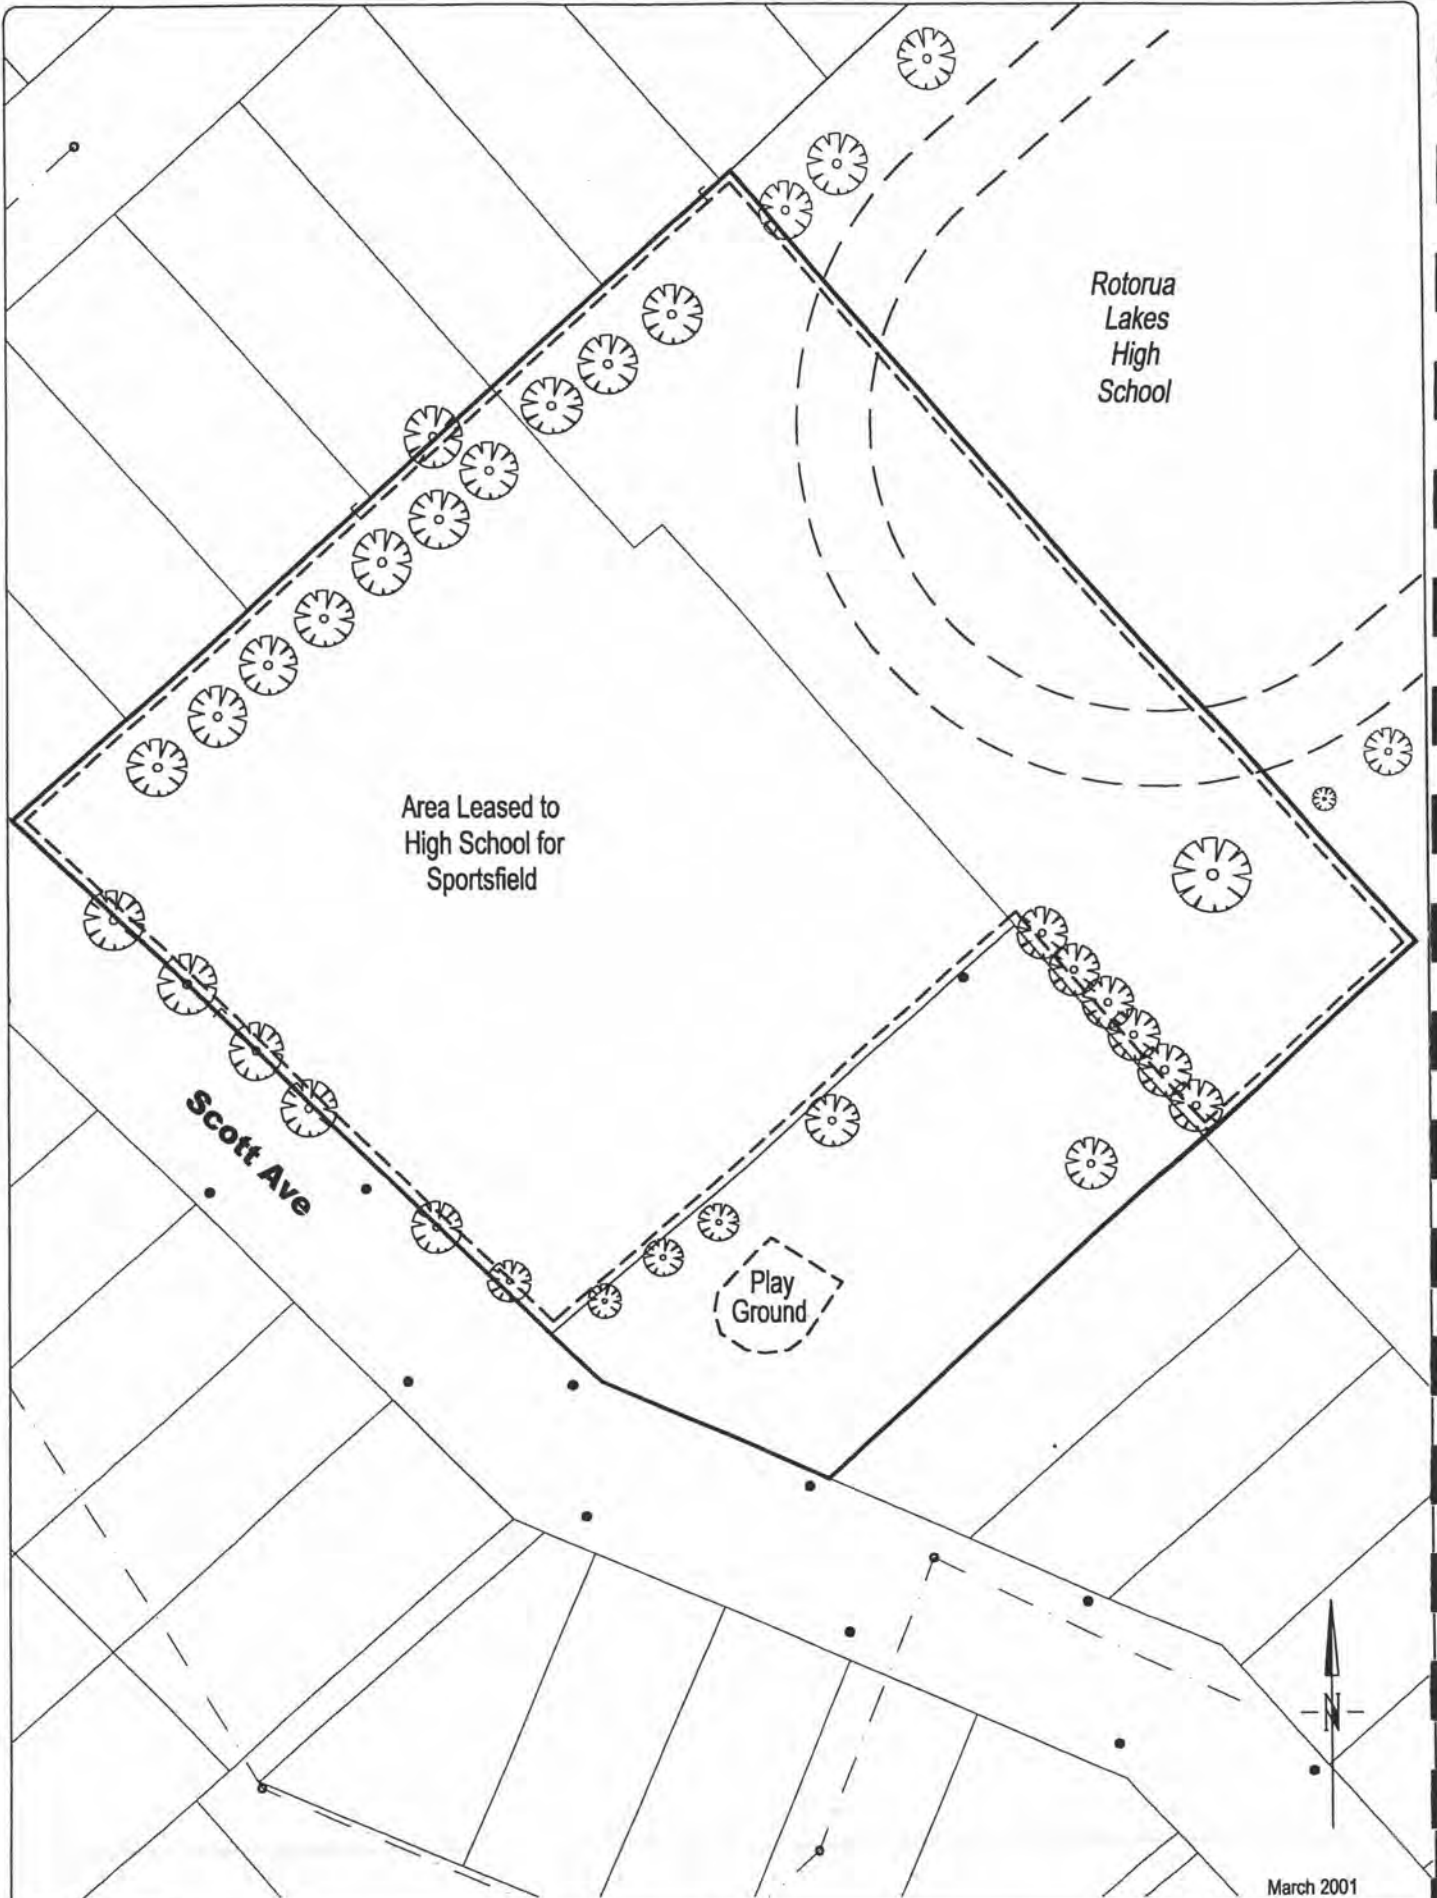 Rotorua
Lakes
High
School
Area Leased to
High School for
Sportsfield
Scott Ave
Play
Ground
N
March 2001